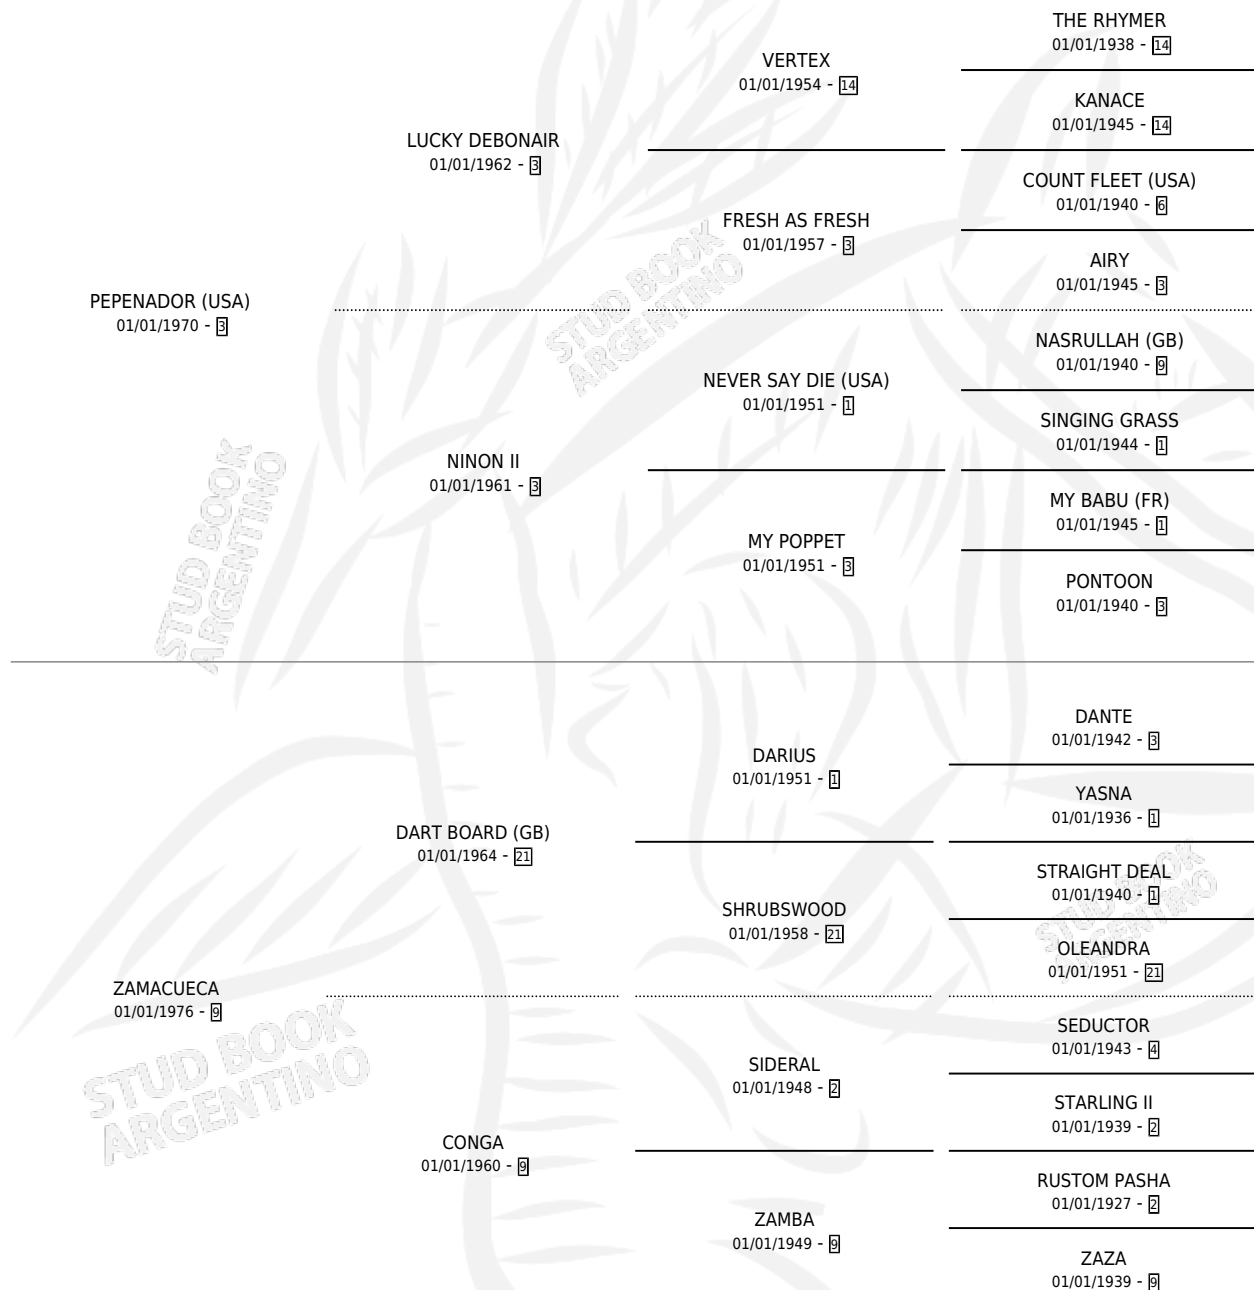 THE RHYMER
01/01/1938 - 14
VERTEX
01/01/1954 - 14
KANACE
01/01/1945 - 14
LUCKY DEBONAIR
01/01/1962 - 3
COUNT FLEET (USA)
01/01/1940 - 6
FRESH AS FRESH
01/01/1957 - 3
AIRY
01/01/1945 - 3
PEPENADOR (USA)
01/01/1970 - 3
NASRULLAH (GB)
01/01/1940 - 9
NEVER SAY DIE (USA)
01/01/1951 - 1
SINGING GRASS
01/01/1944 - 1
NINON II
01/01/1961 - 3
MY BABU (FR)
01/01/1945 - 1
MY POPPET
01/01/1951 - 3
PONTOON
01/01/1940 - 3
DANTE
01/01/1942 - 3
DARIUS
01/01/1951 - 1
YASNA
01/01/1936 - 1
DART BOARD (GB)
01/01/1964 - 21
STRAIGHT DEAL
01/01/1940 - 1
SHRUBSWOOD
01/01/1958 - 21
OLEANDRA
01/01/1951 - 21
ZAMACUECA
01/01/1976 - 9
SEDUCTOR
01/01/1943 - 4
SIDERAL
01/01/1948 - 2
STARLING II
01/01/1939 - 2
CONGA
01/01/1960 - 9
RUSTOM PASHA
01/01/1927 - 2
ZAMBA
01/01/1949 - 9
ZAZA
01/01/1939 - 9
STUD BOOK
ARGENTINO
STUD BOOK
ARGENTINO
STUD BOOK
ARGENTINO
STUD BOOK
ARGENTINO